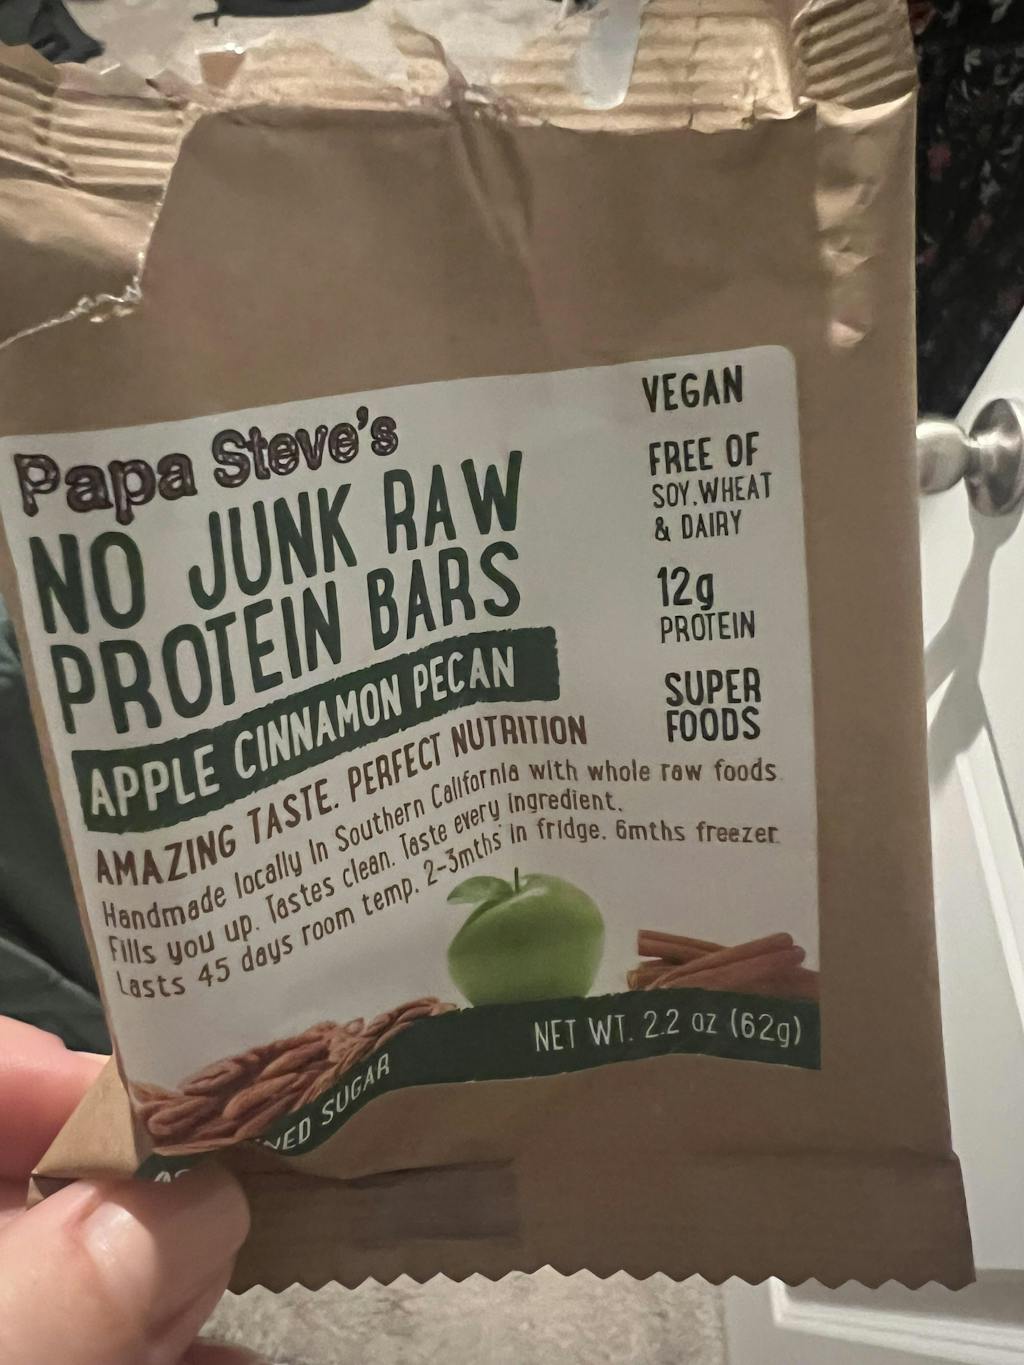 Papa Steve's
NO JUNK RAW
PROTEIN BARS
APPLE CINNAMON PECAN
AMAZING TASTE. PERFECT NUTRITION
Handmade locally In Southern California with whole raw foods
Fills you up. Tastes clean. Taste every ingredient.
Lasts 45 days room temp. 2-3mths in fridge. 6mths freezer
VEGAN
FREE OF
SOY, WHEAT
& DAIRY
12g
PROTEIN
SUPER
FOODS
NET WT. 2.2 oz (62g)
SUGAR